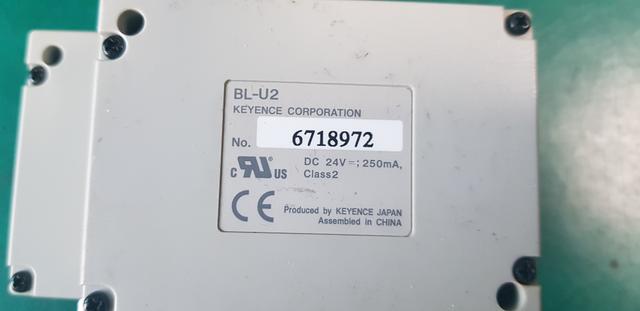 BL-U2
KEYENCE CORPORATION
No. 6718972
c RU US DC 24V⎓: 250mA,
Class2
CE Produced by KEYENCE JAPAN
Assembled in CHINA